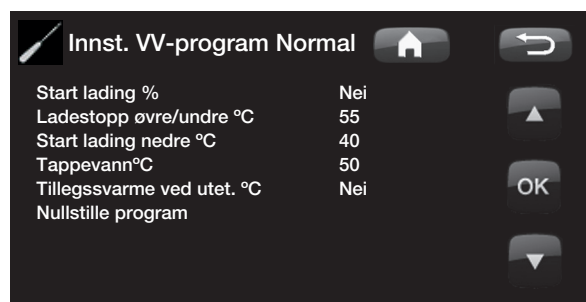 Innst. VV-program Normal
Start lading % Nei
Ladestopp øvre/undre ºC 55
Start lading nedre ºC 40
TappevannºC 50
Tillegssvarme ved utet. ºC Nei
Nullstille program
OK